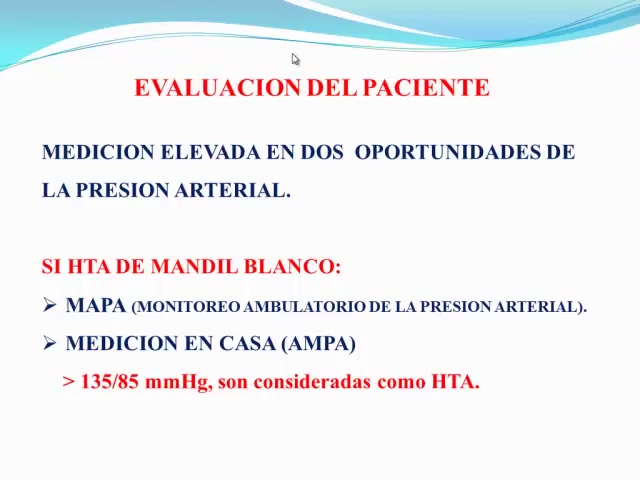 EVALUACION DEL PACIENTE
MEDICION ELEVADA EN DOS OPORTUNIDADES DE
LA PRESION ARTERIAL.
SI HTA DE MANDIL BLANCO:
➢ MAPA (MONITOREO AMBULATORIO DE LA PRESION ARTERIAL).
➢ MEDICION EN CASA (AMPA)
> 135/85 mmHg, son consideradas como HTA.